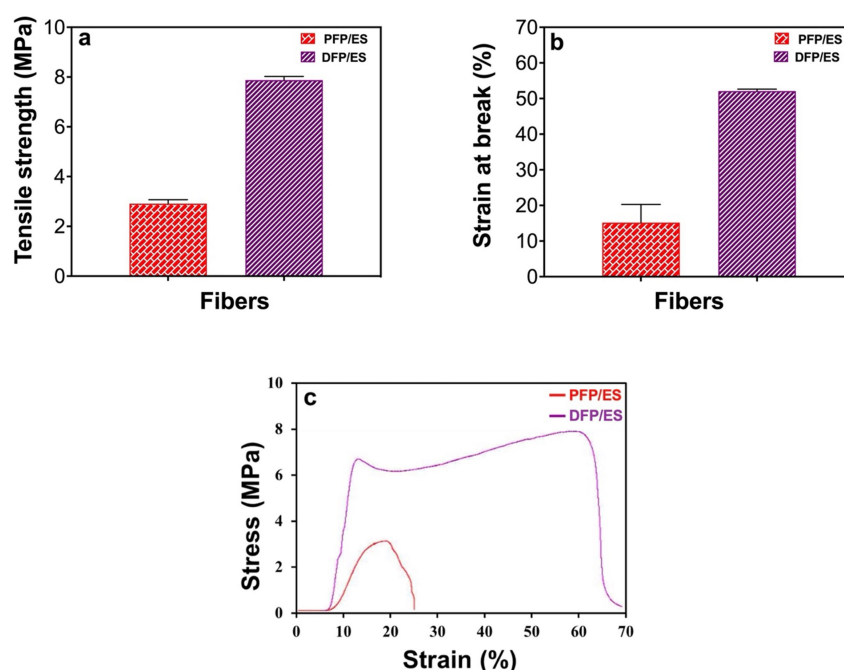 a
PFP/ES
DFP/ES
Tensile strength (MPa)
10
8
6
4
2
0
Fibers
b
PFP/ES
DFP/ES
Strain at break (%)
70
60
50
40
30
20
10
0
Fibers
c
PFP/ES
DFP/ES
Stress (MPa)
10
8
6
4
2
0
0 10 20 30 40 50 60 70
Strain (%)